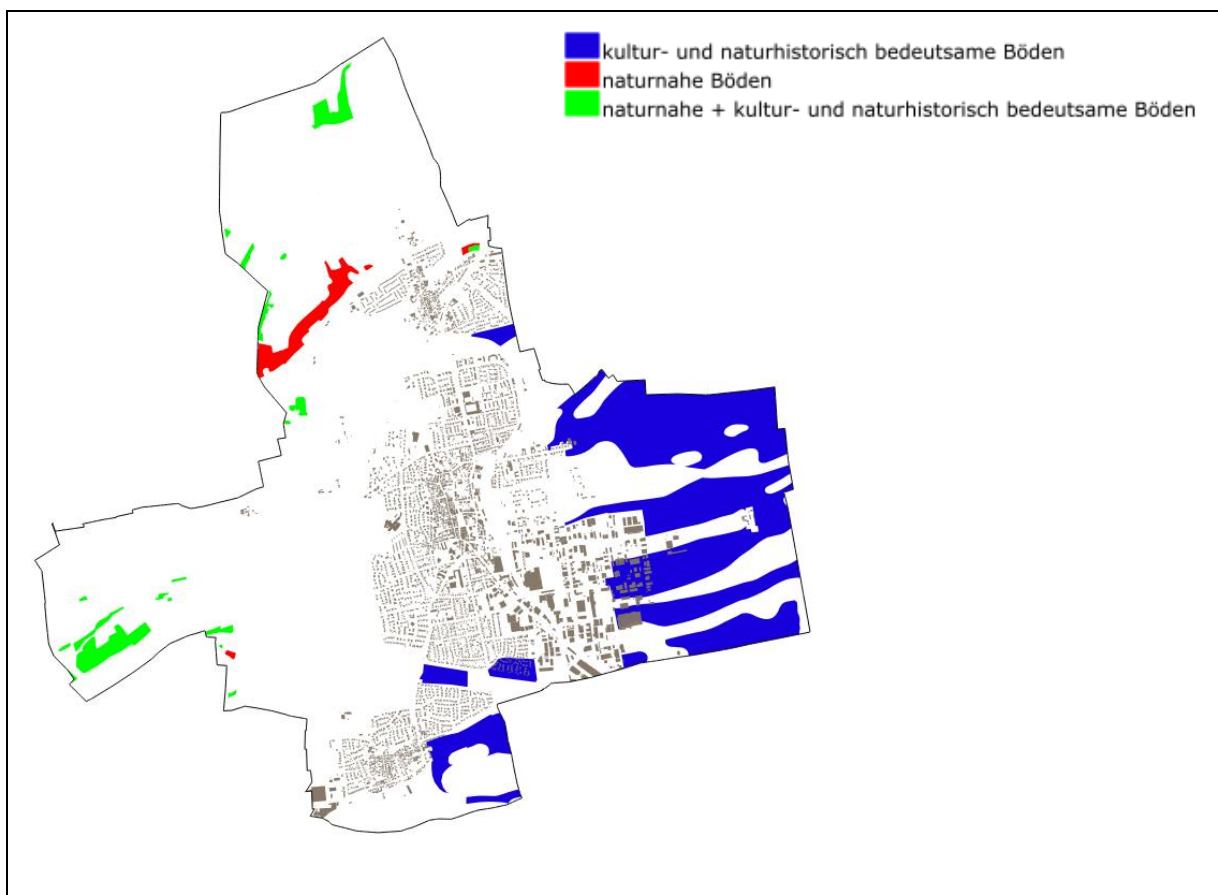 kultur- und naturhistorisch bedeutsame Böden
naturnahe Böden
naturnahe + kultur- und naturhistorisch bedeutsame Böden